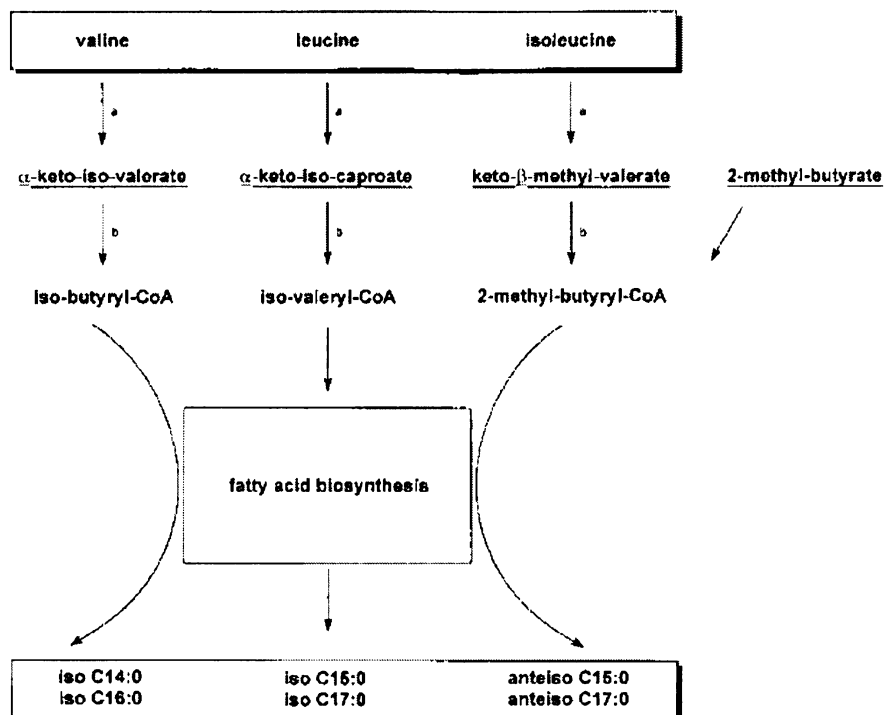 valine leucine isoleucine
a a a
α-keto-iso-valerate α-keto-iso-caproate keto-β-methyl-valerate 2-methyl-butyrate
b b b
iso-butyryl-CoA iso-valeryl-CoA 2-methyl-butyryl-CoA
fatty acid biosynthesis
iso C14:0 iso C15:0 anteiso C15:0
iso C16:0 iso C17:0 anteiso C17:0